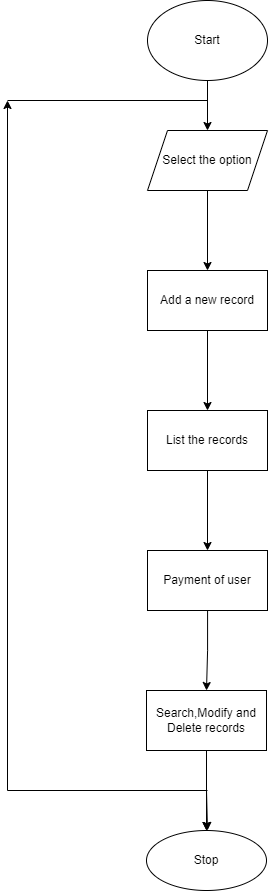 Start
Select the option
Add a new record
List the records
Payment of user
Search,Modify and
Delete records
Stop